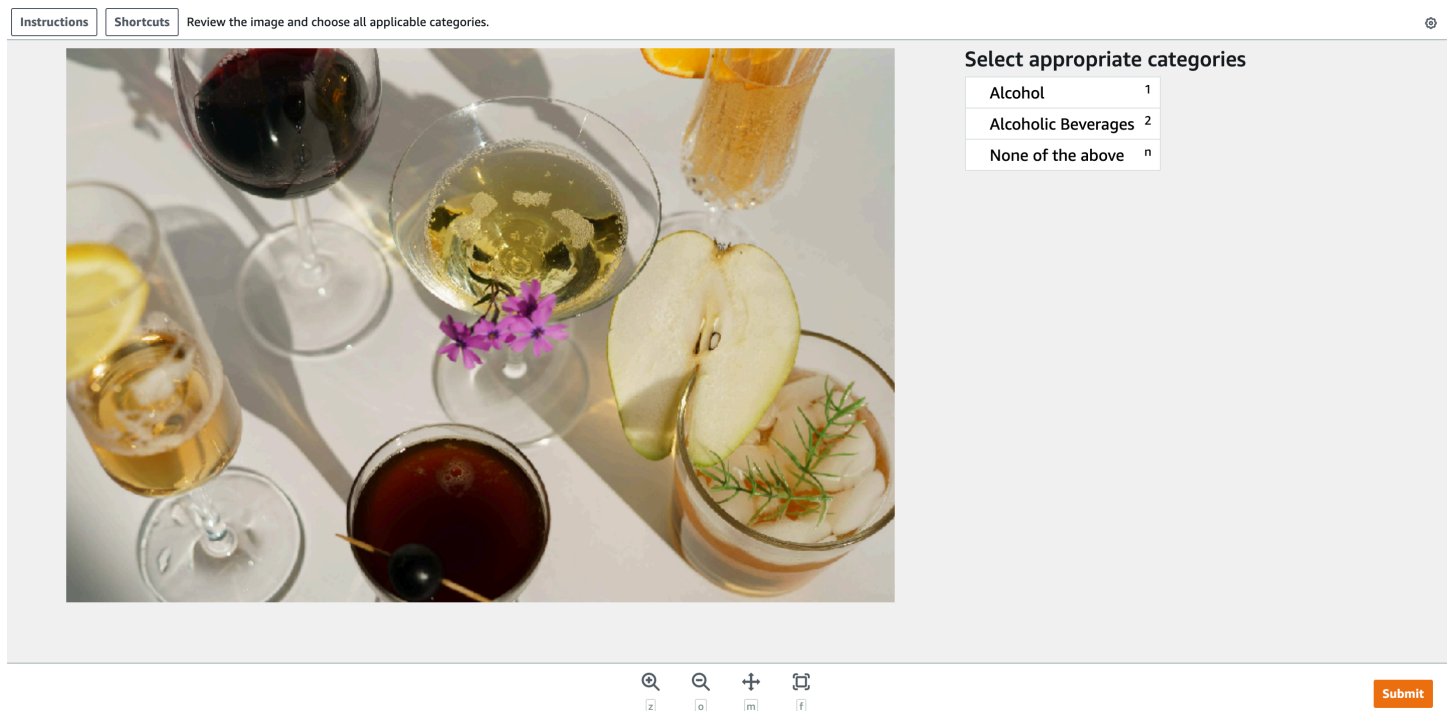 Instructions Shortcuts Review the image and choose all applicable categories.
Select appropriate categories
Alcohol 1
Alcoholic Beverages 2
None of the above n
z o m f
Submit